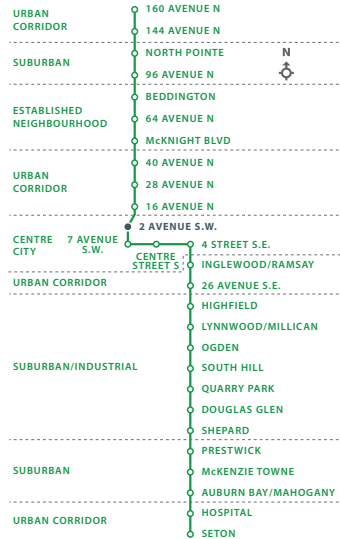 160 AVENUE N
URBAN
CORRIDOR
144 AVENUE N
NORTH POINTE
N
SUBURBAN
96 AVENUE N
BEDDINGTON
ESTABLISHED
NEIGHBOURHOOD
64 AVENUE N
McKNIGHT BLVD
40 AVENUE N
URBAN
CORRIDOR
28 AVENUE N
16 AVENUE N
2 AVENUE S.W.
CENTRE
CITY
7 AVENUE
S.W.
4 STREET S.E.
CENTRE
STREET S
INGLEWOOD/RAMSAY
URBAN CORRIDOR
26 AVENUE S.E.
HIGHFIELD
LYNNWOOD/MILLICAN
OGDEN
SUBURBAN/INDUSTRIAL
SOUTH HILL
QUARRY PARK
DOUGLAS GLEN
SHEPARD
PRESTWICK
SUBURBAN
McKENZIE TOWNE
AUBURN BAY/MAHOGANY
HOSPITAL
URBAN CORRIDOR
SETON